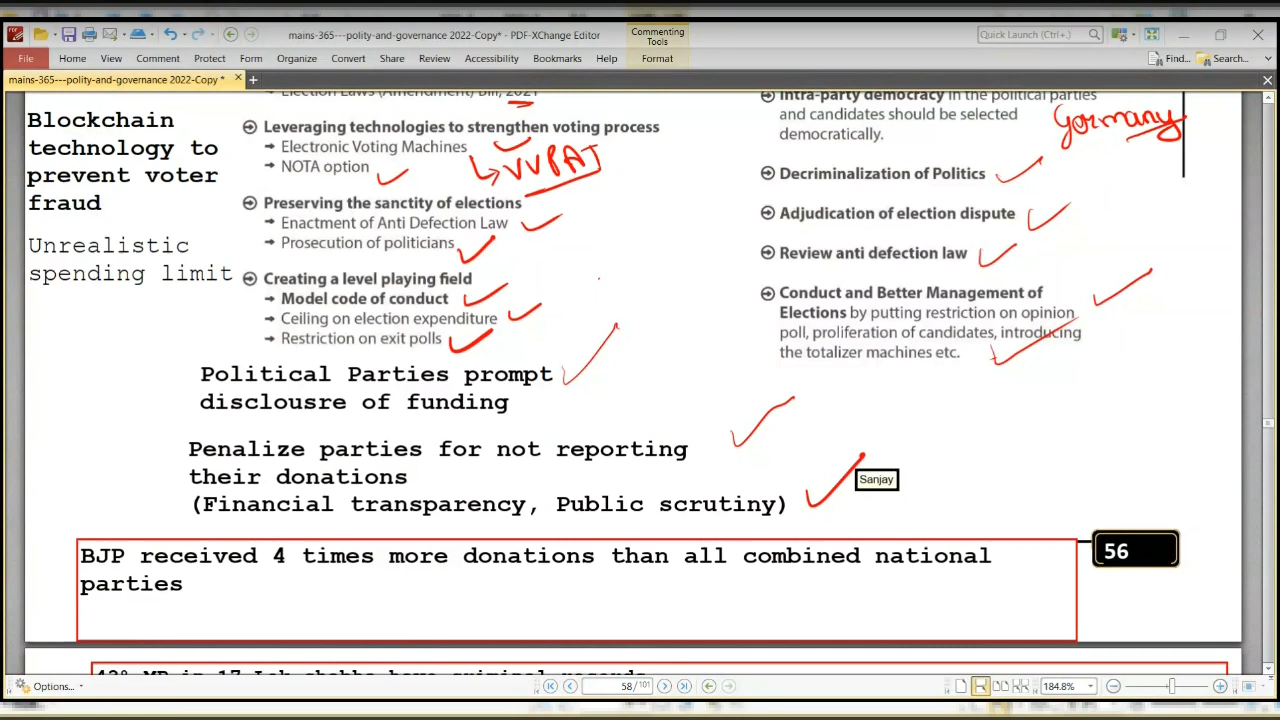 mains-365---polity-and-governance 2022-Copy* - PDF-XChange Editor
Commenting Tools
Quick Launch (Ctrl+.)
File
Home
View
Comment
Protect
Form
Organize
Convert
Share
Review
Accessibility
Bookmarks
Help
Format
Find...
Search...
mains-365---polity-and-governance 2022-Copy *
Blockchain
technology to
prevent voter
fraud
Unrealistic
spending limit
Election Laws (Amendment) Bill, 2021
Leveraging technologies to strengthen voting process
Electronic Voting Machines
VVPAT
NOTA option
Preserving the sanctity of elections
Enactment of Anti Defection Law
Prosecution of politicians
Creating a level playing field
Model code of conduct
Ceiling on election expenditure
Restriction on exit polls
Intra-party democracy in the political parties
and candidates should be selected
democratically.
Germany
Decriminalization of Politics
Adjudication of election dispute
Review anti defection law
Conduct and Better Management of
Elections by putting restriction on opinion
poll, proliferation of candidates, introducing
the totalizer machines etc.
Political Parties prompt
disclousre of funding
Penalize parties for not reporting
their donations
(Financial transparency, Public scrutiny)
Sanjay
BJP received 4 times more donations than all combined national
parties
56
Options...
58 /101
184.8%